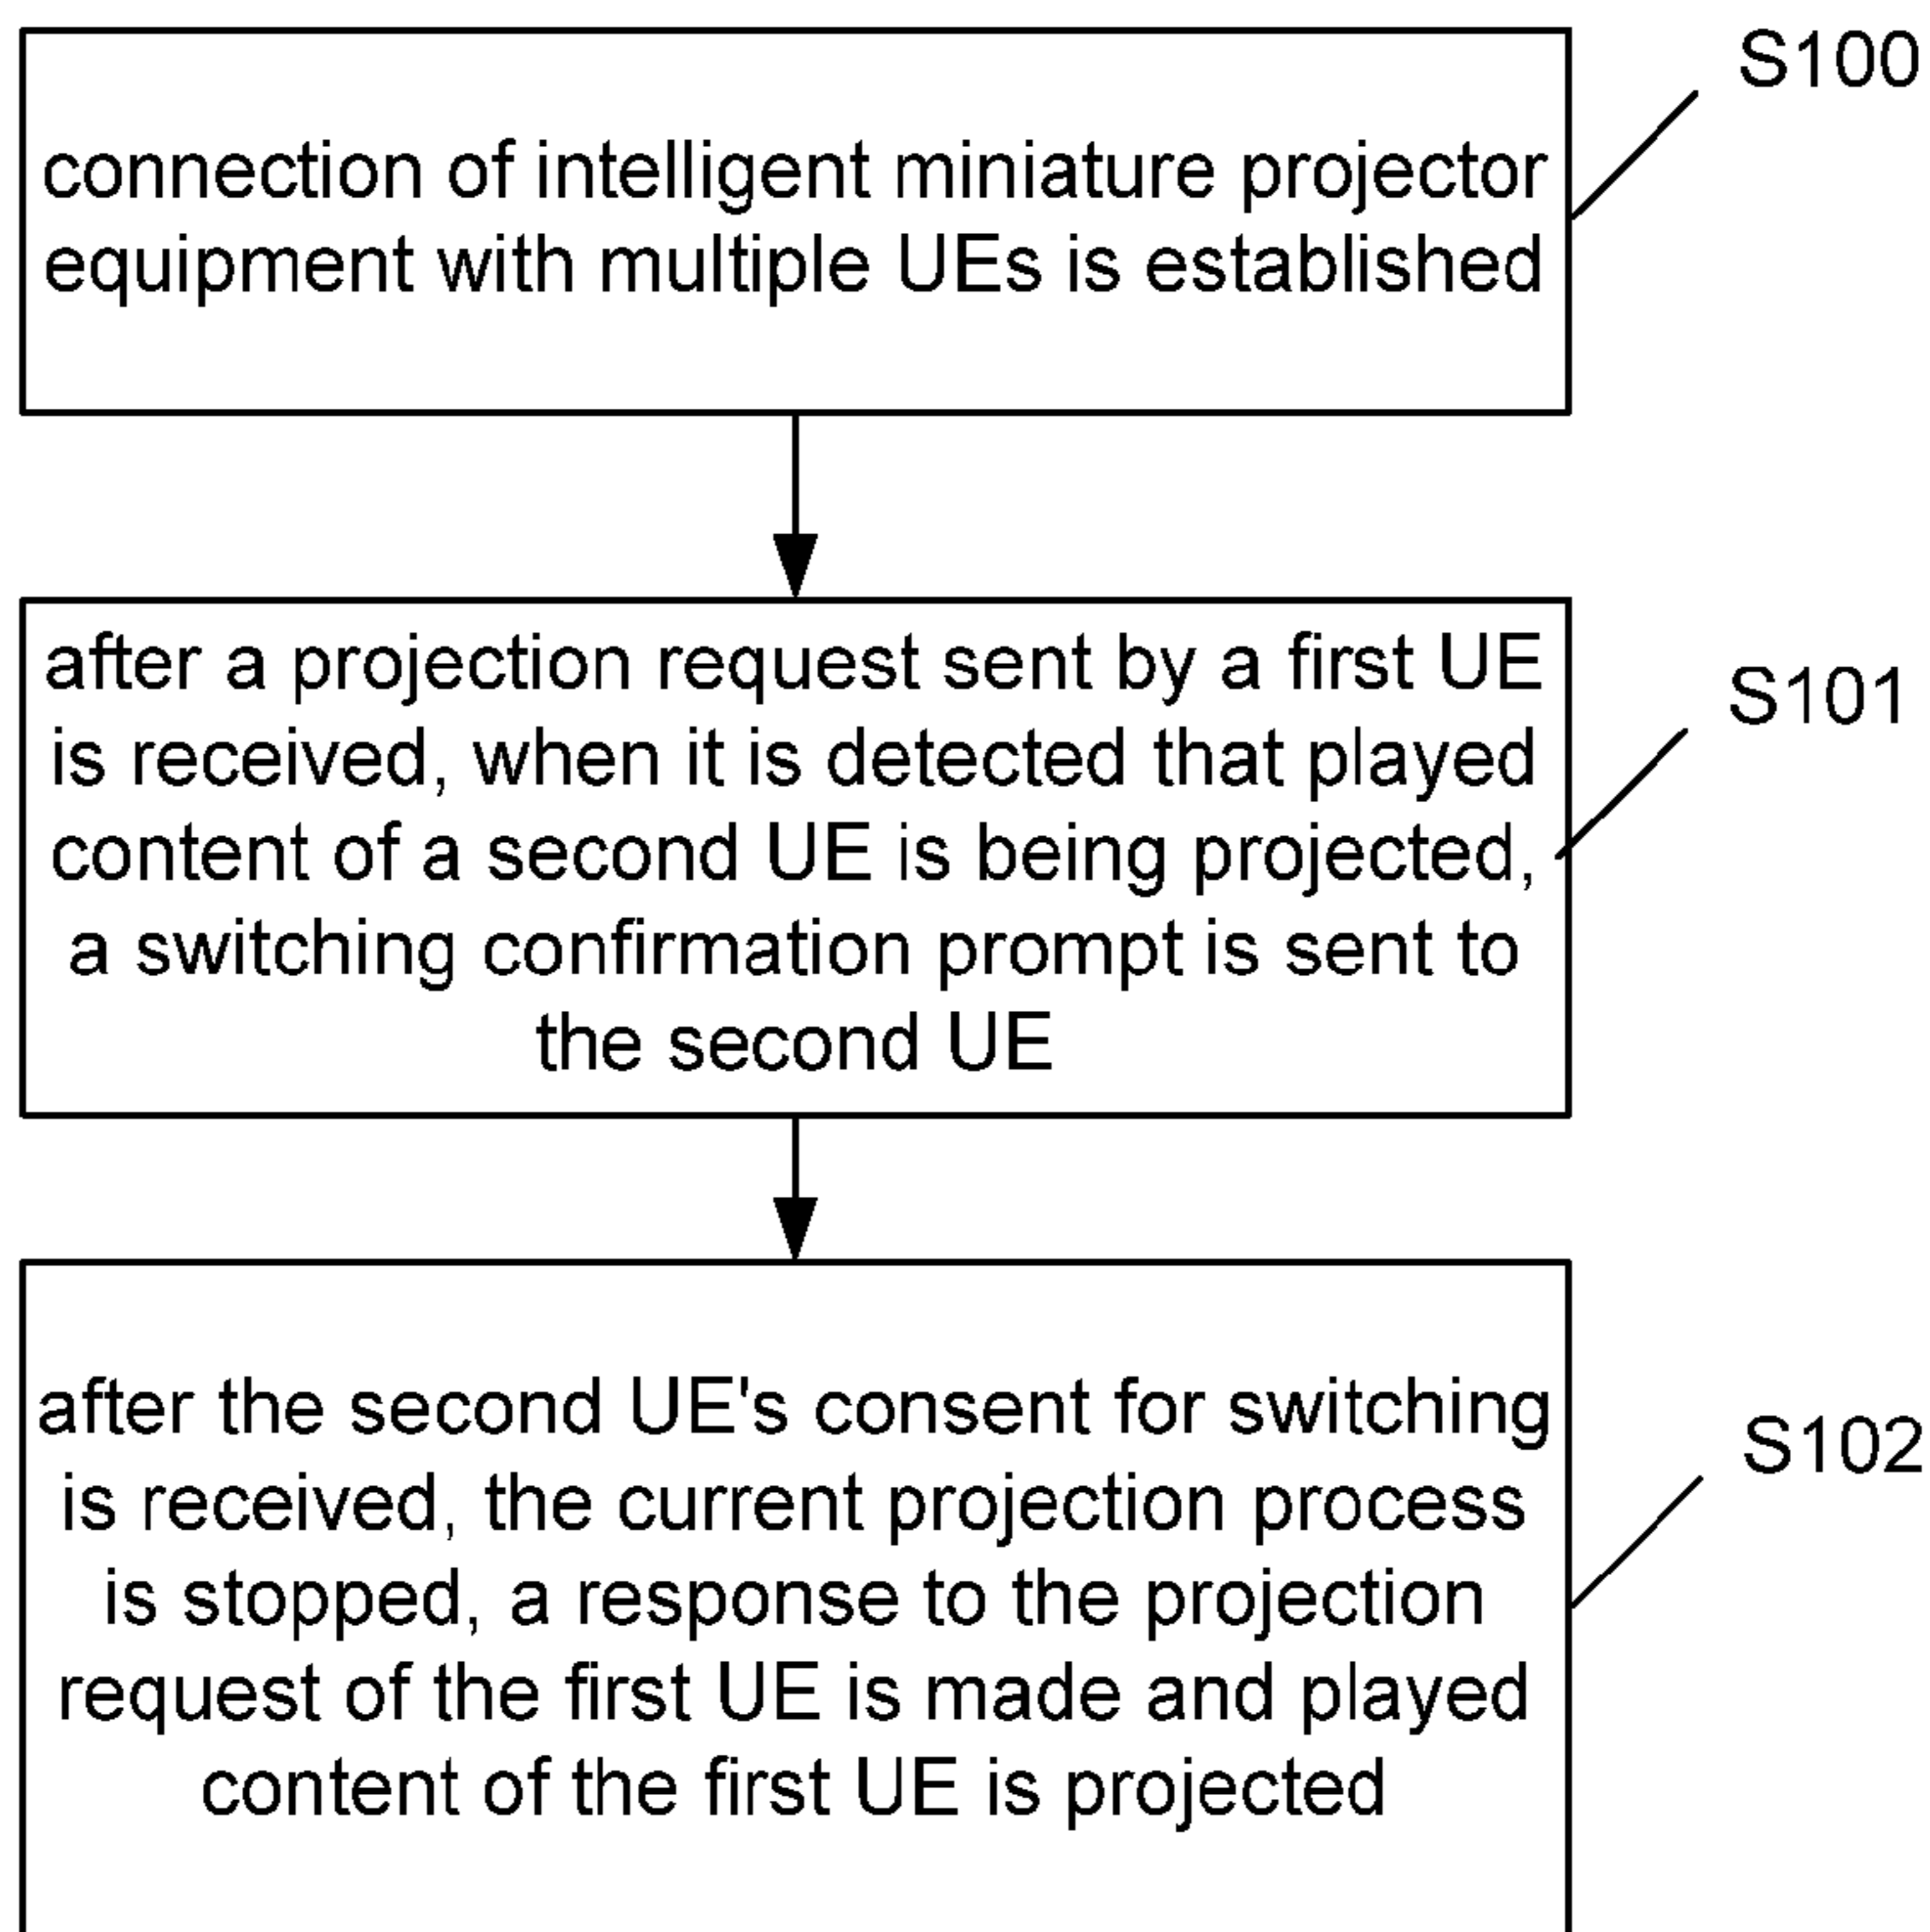 S100
connection of intelligent miniature projector
equipment with multiple UEs is established
after a projection request sent by a first UE
S101
is received, when it is detected that played
content of a second UE is being projected,
a switching confirmation prompt is sent to
the second UE
after the second UE's consent for switching
S102
is received, the current projection process
is stopped, a response to the projection
request of the first UE is made and played
content of the first UE is projected